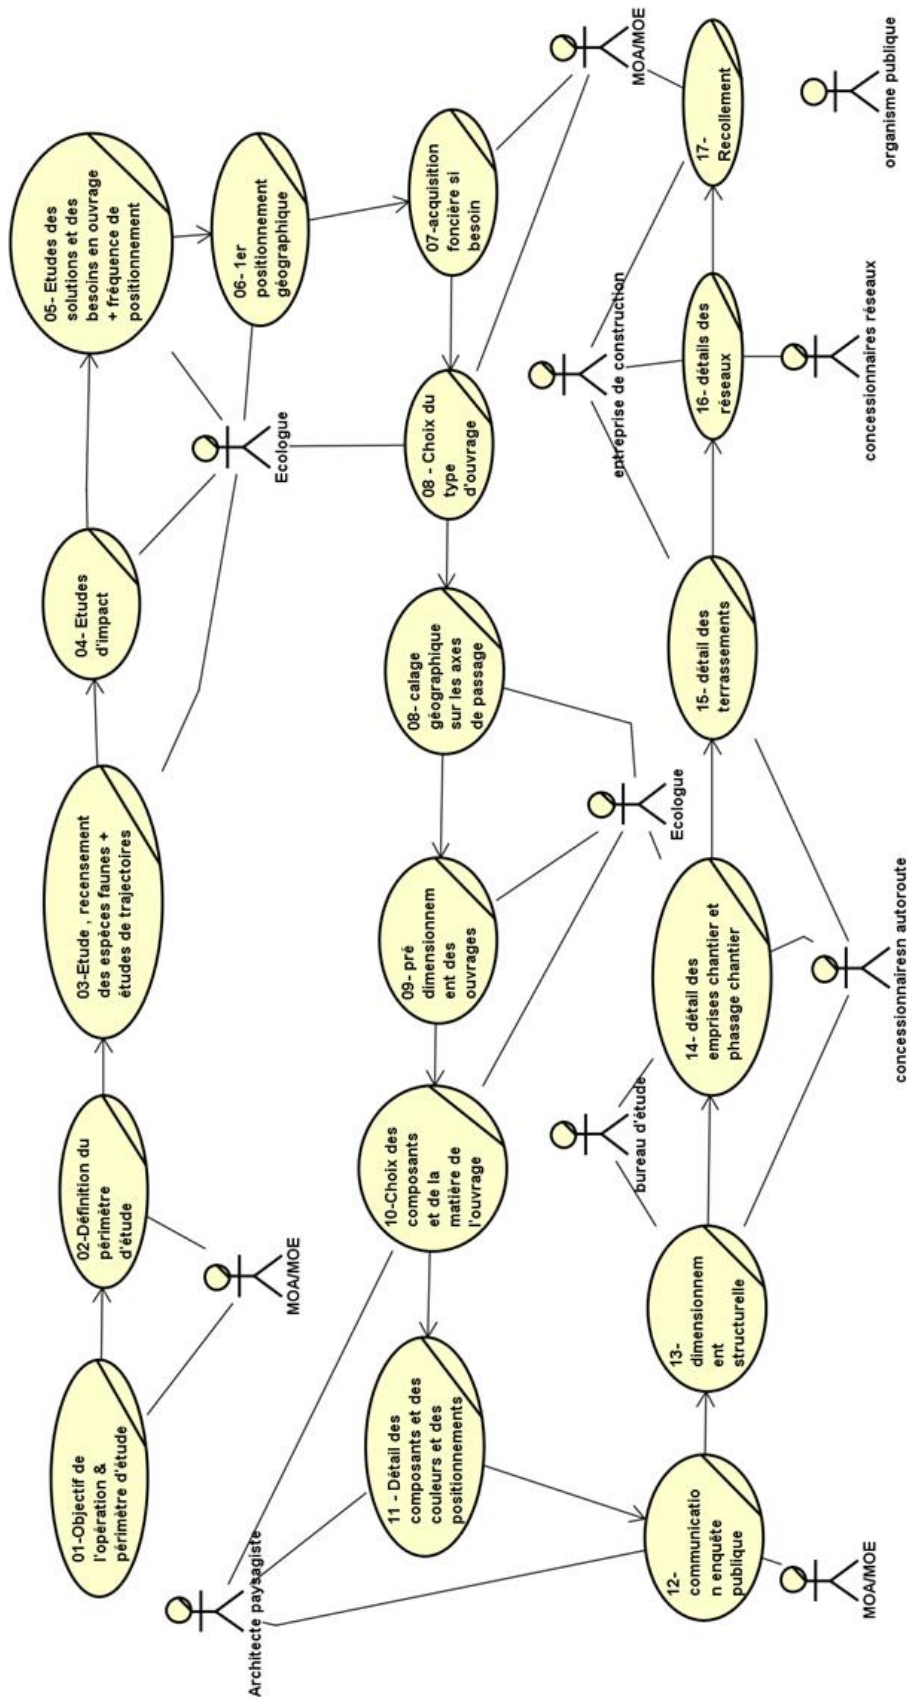 01-Objectif de
l'opération &
périmètre d'étude
02-Définition du
périmètre
d'étude
MOA/MOE
03-Etude , recensement
des espèces faunes +
études de trajectoires
04- Etudes
d'impact
05- Etudes des
solutions et des
besoins en ouvrage
+ fréquence de
positionnement
Ecologue
06- 1er
positionnement
géographique
07-acquisition
foncière si
besoin
MOA/MOE
08 - Choix du
type
d'ouvrage
08- calage
géographique
sur les axes
de passage
Ecologue
09- pré
dimensionnem
ent des
ouvrages
10-Choix des
composants
et de la
matière de
l'ouvrage
11 - Détail des
composants et des
couleurs et des
positionnements
Architecte paysagiste
12-
communicatio
n enquête
publique
MOA/MOE
13-
dimensionnem
ent
structurelle
bureau d'étude
14- détail des
emprises chantier et
phasage chantier
concessionnairesn autoroute
15- détail des
terrassements
entreprise de construction
16- détails des
réseaux
concessionnaires réseaux
17-
Recollement
organisme publique